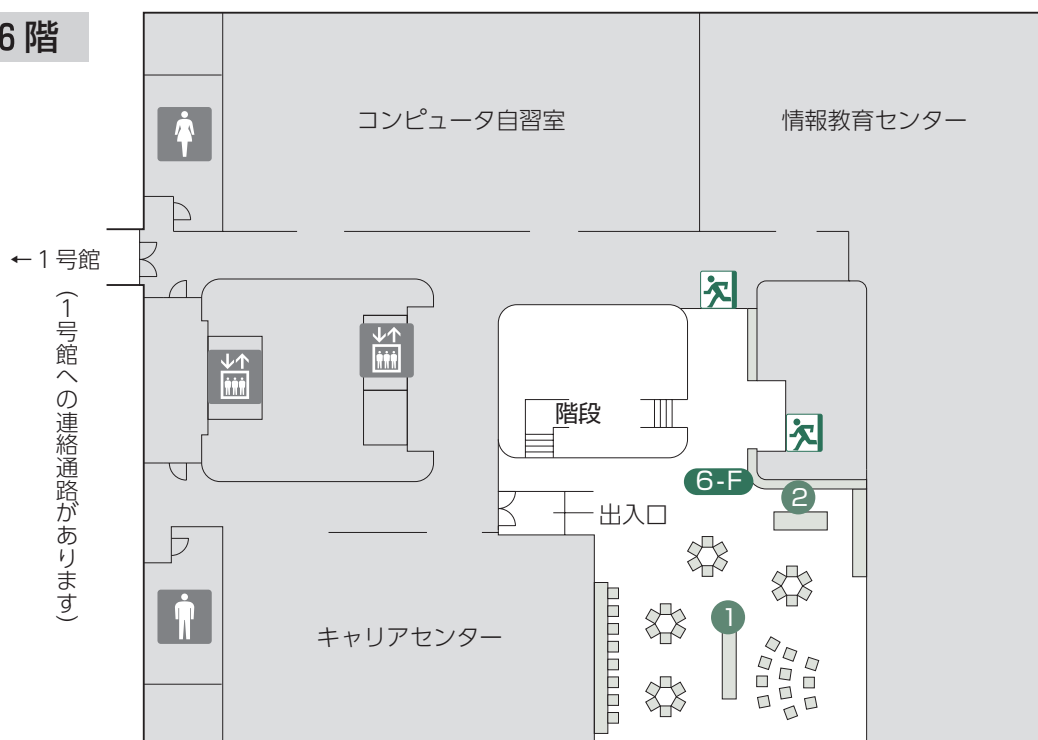 6階
コンピュータ自習室
情報教育センター
←1号館
(1号館への連絡通路があります)
階段
6-F
2
出入口
1
キャリアセンター